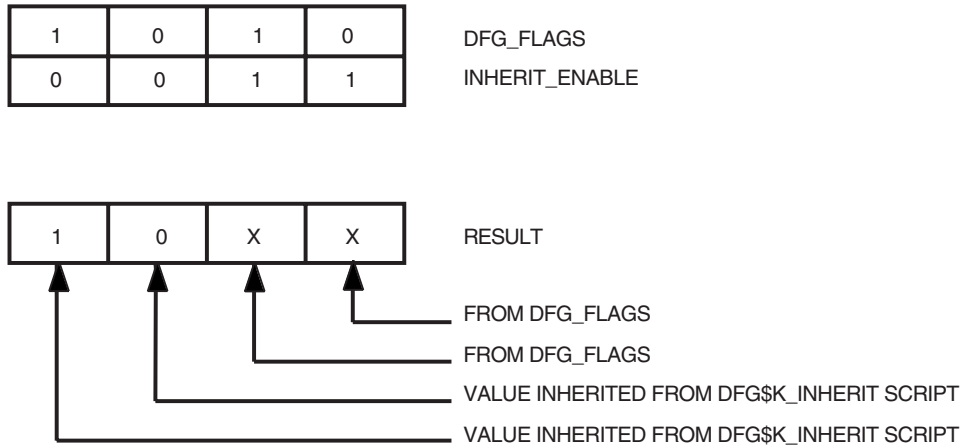 1 0 1 0 DFG_FLAGS
0 0 1 1 INHERIT_ENABLE
1 0 X X RESULT
FROM DFG_FLAGS
FROM DFG_FLAGS
VALUE INHERITED FROM DFG$K_INHERIT SCRIPT
VALUE INHERITED FROM DFG$K_INHERIT SCRIPT